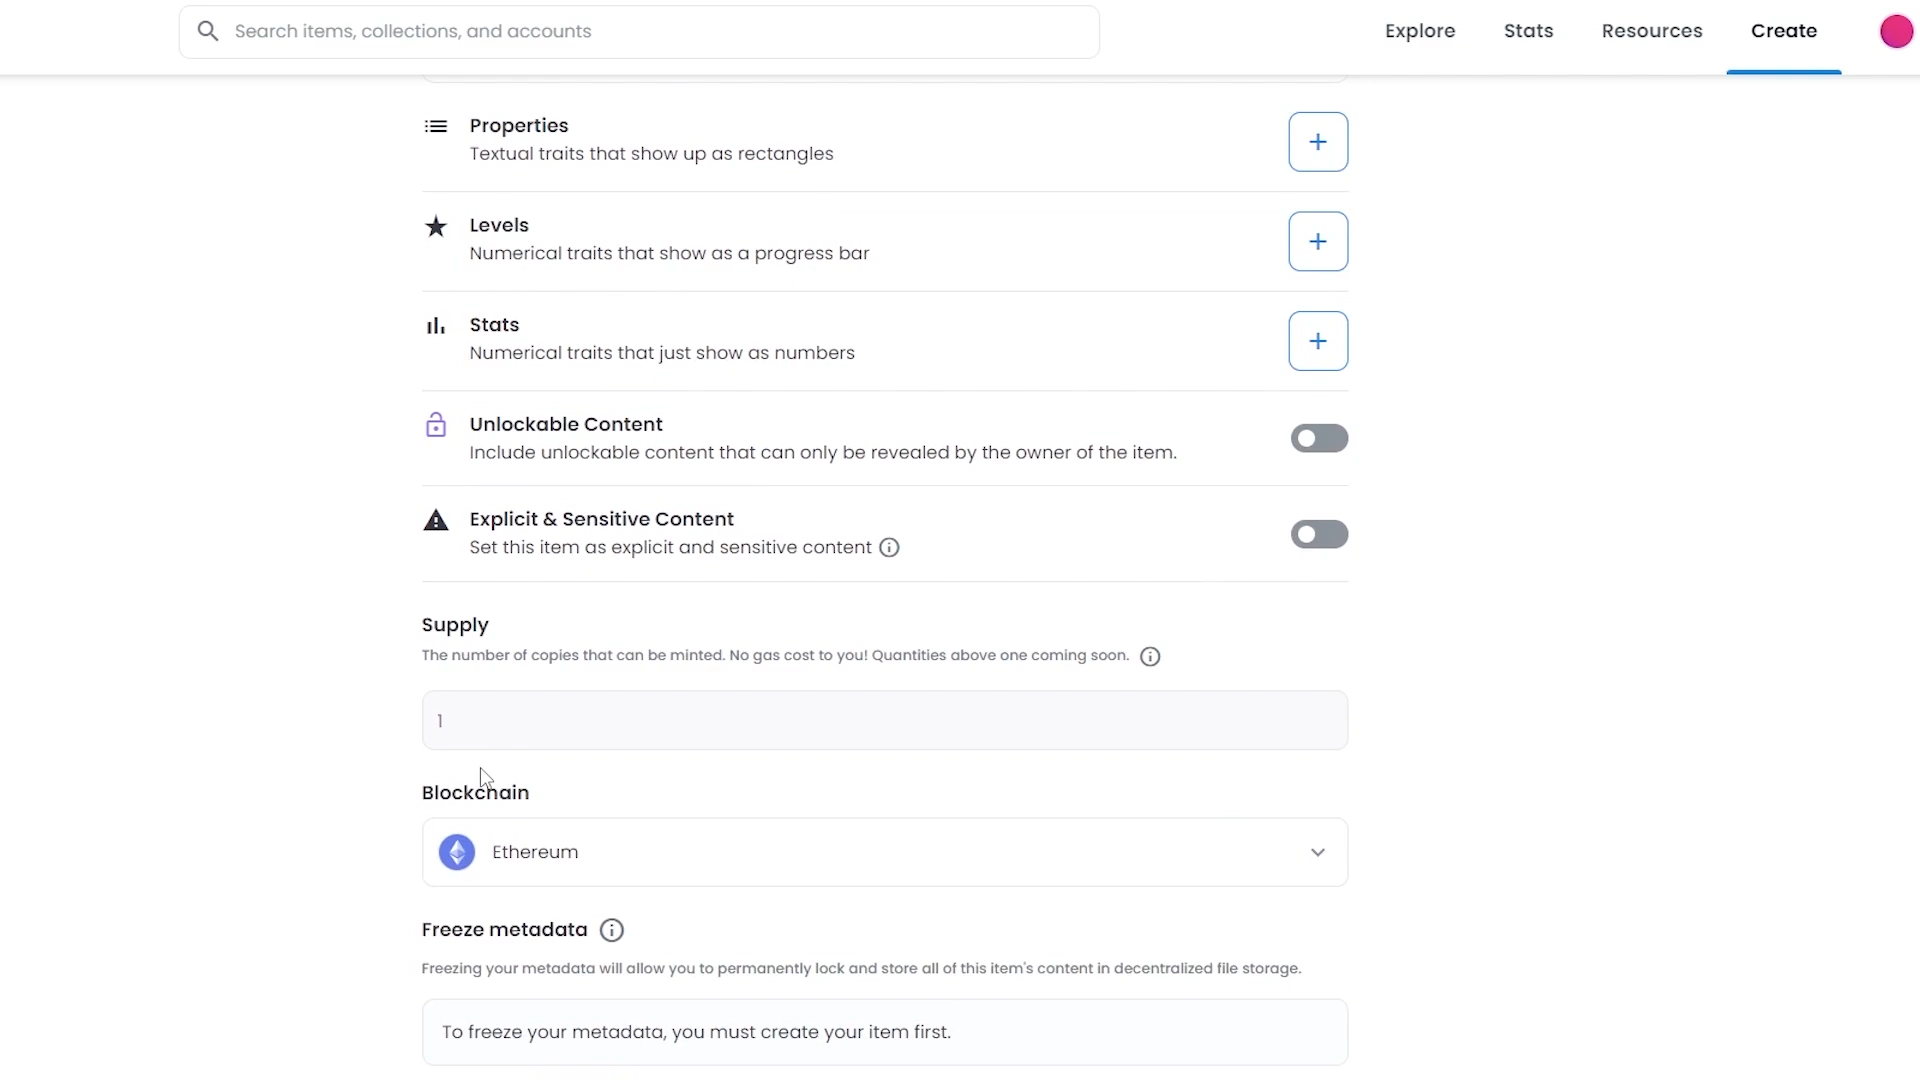 Search items, collections, and accounts
Explore
Stats
Resources
Create
Properties
Textual traits that show up as rectangles
Levels
Numerical traits that show as a progress bar
Stats
Numerical traits that just show as numbers
Unlockable Content
Include unlockable content that can only be revealed by the owner of the item.
Explicit & Sensitive Content
Set this item as explicit and sensitive content
Supply
The number of copies that can be minted. No gas cost to you! Quantities above one coming soon.
1
Blockchain
Ethereum
Freeze metadata
Freezing your metadata will allow you to permanently lock and store all of this item's content in decentralized file storage.
To freeze your metadata, you must create your item first.